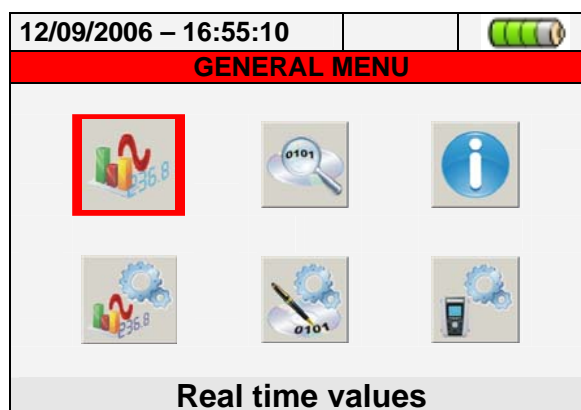 12/09/2006 – 16:55:10
GENERAL MENU
236.8
0101
236.8
0101
Real time values